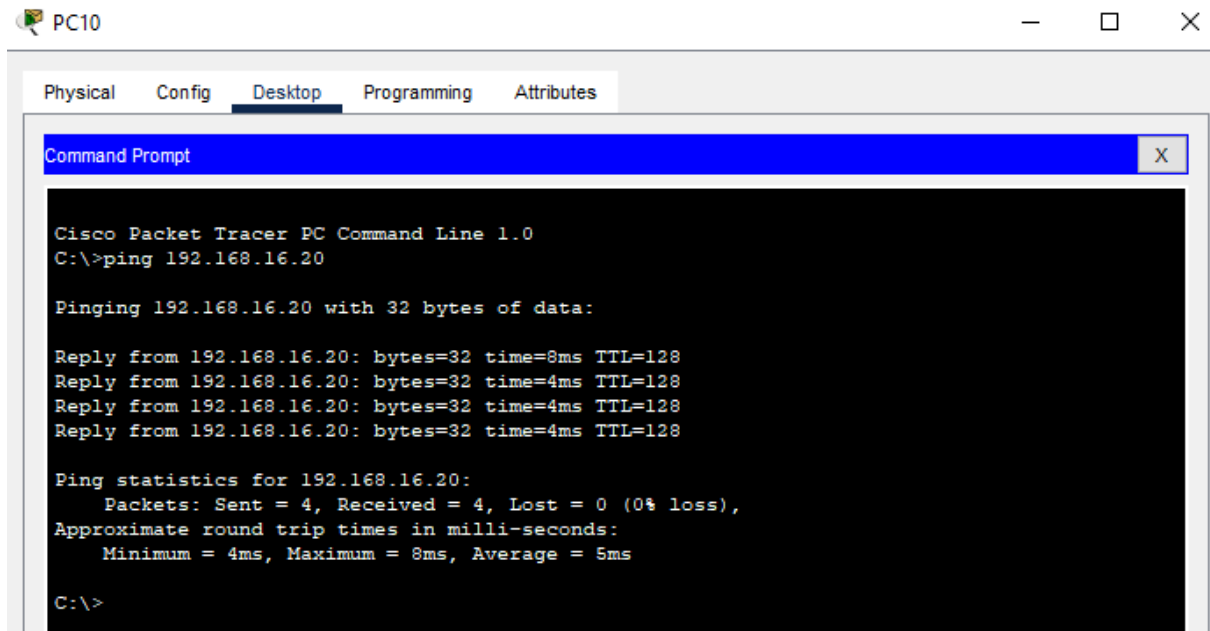 PC10
Physical Config Desktop Programming Attributes
Command Prompt X
Cisco Packet Tracer PC Command Line 1.0
C:\>ping 192.168.16.20
Pinging 192.168.16.20 with 32 bytes of data:
Reply from 192.168.16.20: bytes=32 time=8ms TTL=128
Reply from 192.168.16.20: bytes=32 time=4ms TTL=128
Reply from 192.168.16.20: bytes=32 time=4ms TTL=128
Reply from 192.168.16.20: bytes=32 time=4ms TTL=128
Ping statistics for 192.168.16.20:
Packets: Sent = 4, Received = 4, Lost = 0 (0% loss),
Approximate round trip times in milli-seconds:
Minimum = 4ms, Maximum = 8ms, Average = 5ms
C:\>